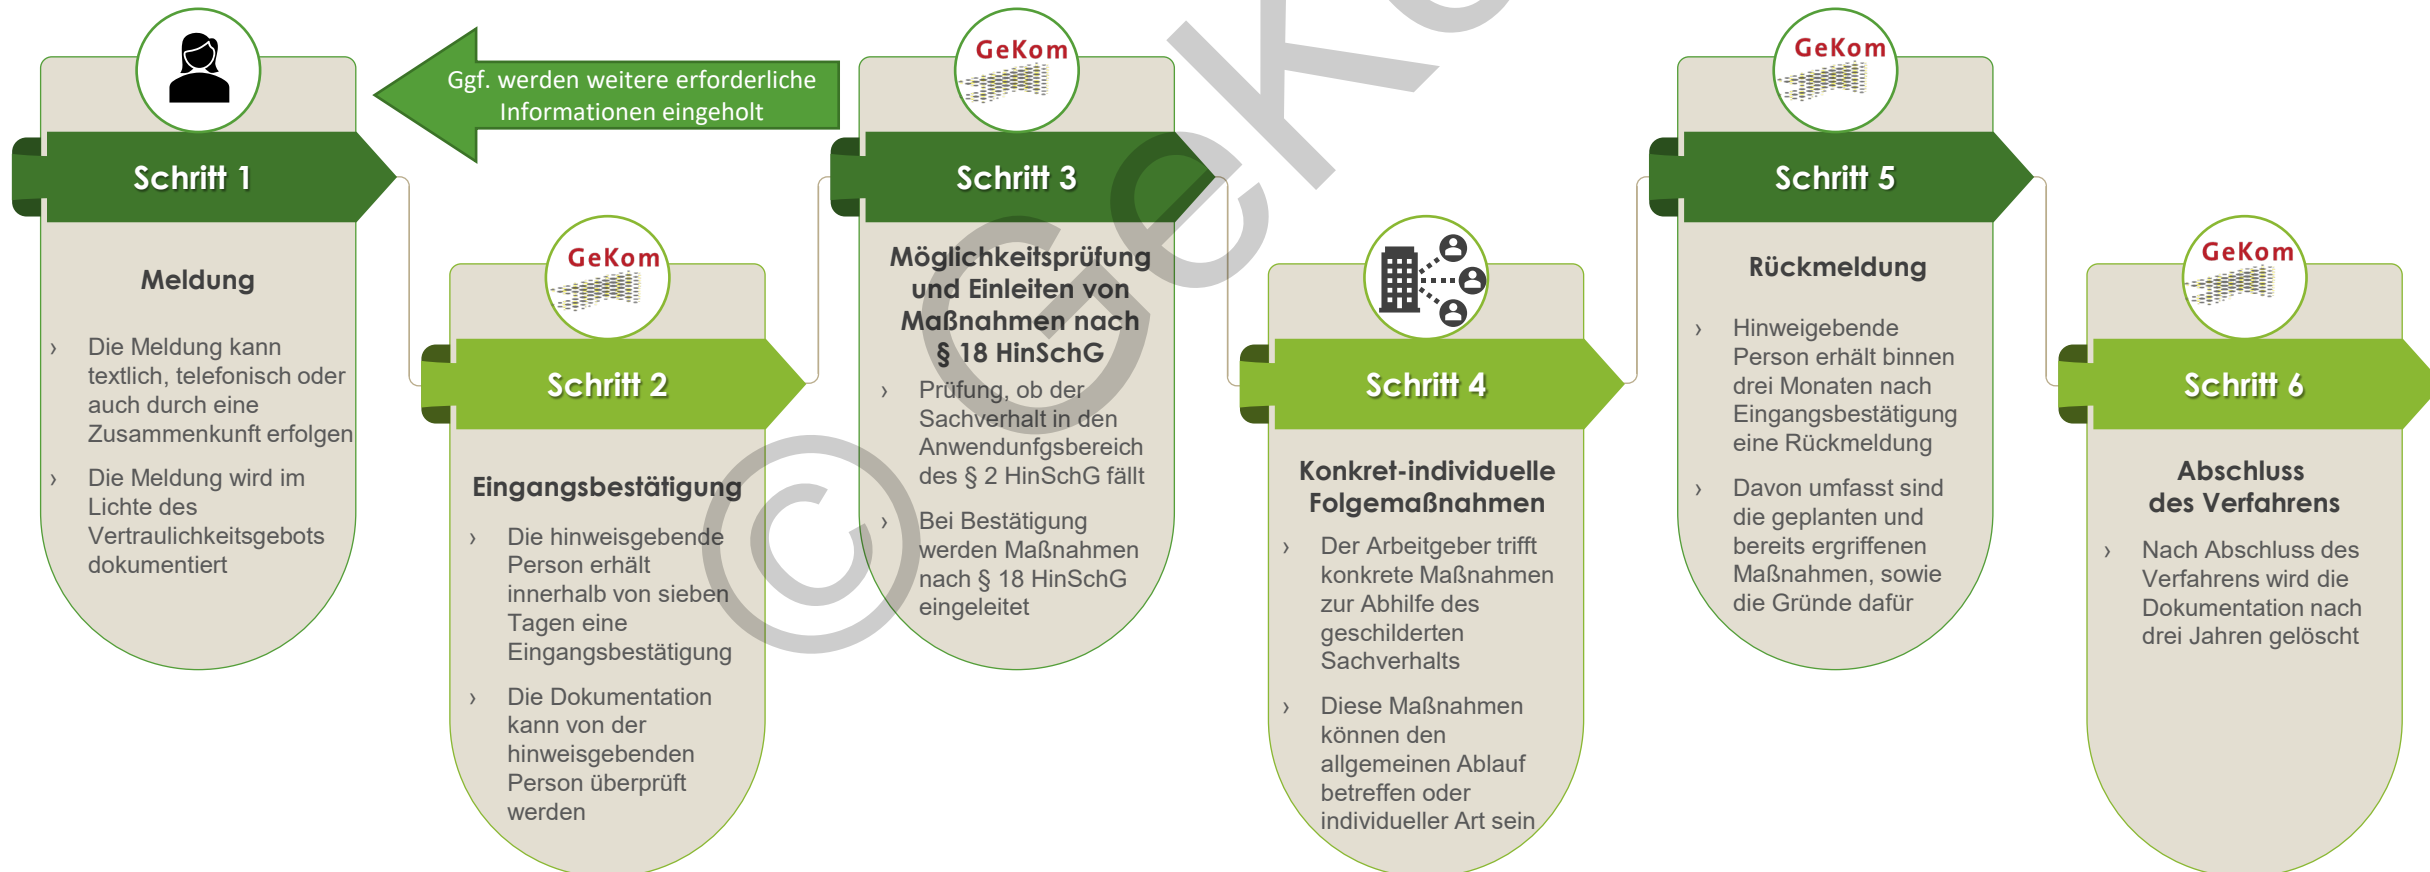 Schritt 1
Meldung
› Die Meldung kann
textlich, telefonisch oder
auch durch eine
Zusammenkunft erfolgen
› Die Meldung wird im
Lichte des
Vertraulichkeitsgebots
dokumentiert
Ggf. werden weitere erforderliche
Informationen eingeholt
GeKom
Schritt 2
Eingangsbestätigung
› Die hinweisgebende
Person erhält
innerhalb von sieben
Tagen eine
Eingangsbestätigung
› Die Dokumentation
kann von der
hinweisgebenden
Person überprüft
werden
GeKom
Schritt 3
Möglichkeitsprüfung
und Einleiten von
Maßnahmen nach
§ 18 HinSchG
› Prüfung, ob der
Sachverhalt in den
Anwendunfgsbereich
des § 2 HinSchG fällt
› Bei Bestätigung
werden Maßnahmen
nach § 18 HinSchG
eingeleitet
Schritt 4
Konkret-individuelle
Folgemaßnahmen
› Der Arbeitgeber trifft
konkrete Maßnahmen
zur Abhilfe des
geschilderten
Sachverhalts
› Diese Maßnahmen
können den
allgemeinen Ablauf
betreffen oder
individueller Art sein
GeKom
Schritt 5
Rückmeldung
› Hinweigebende
Person erhält binnen
drei Monaten nach
Eingangsbestätigung
eine Rückmeldung
› Davon umfasst sind
die geplanten und
bereits ergriffenen
Maßnahmen, sowie
die Gründe dafür
GeKom
Schritt 6
Abschluss
des Verfahrens
› Nach Abschluss des
Verfahrens wird die
Dokumentation nach
drei Jahren gelöscht
© GeK